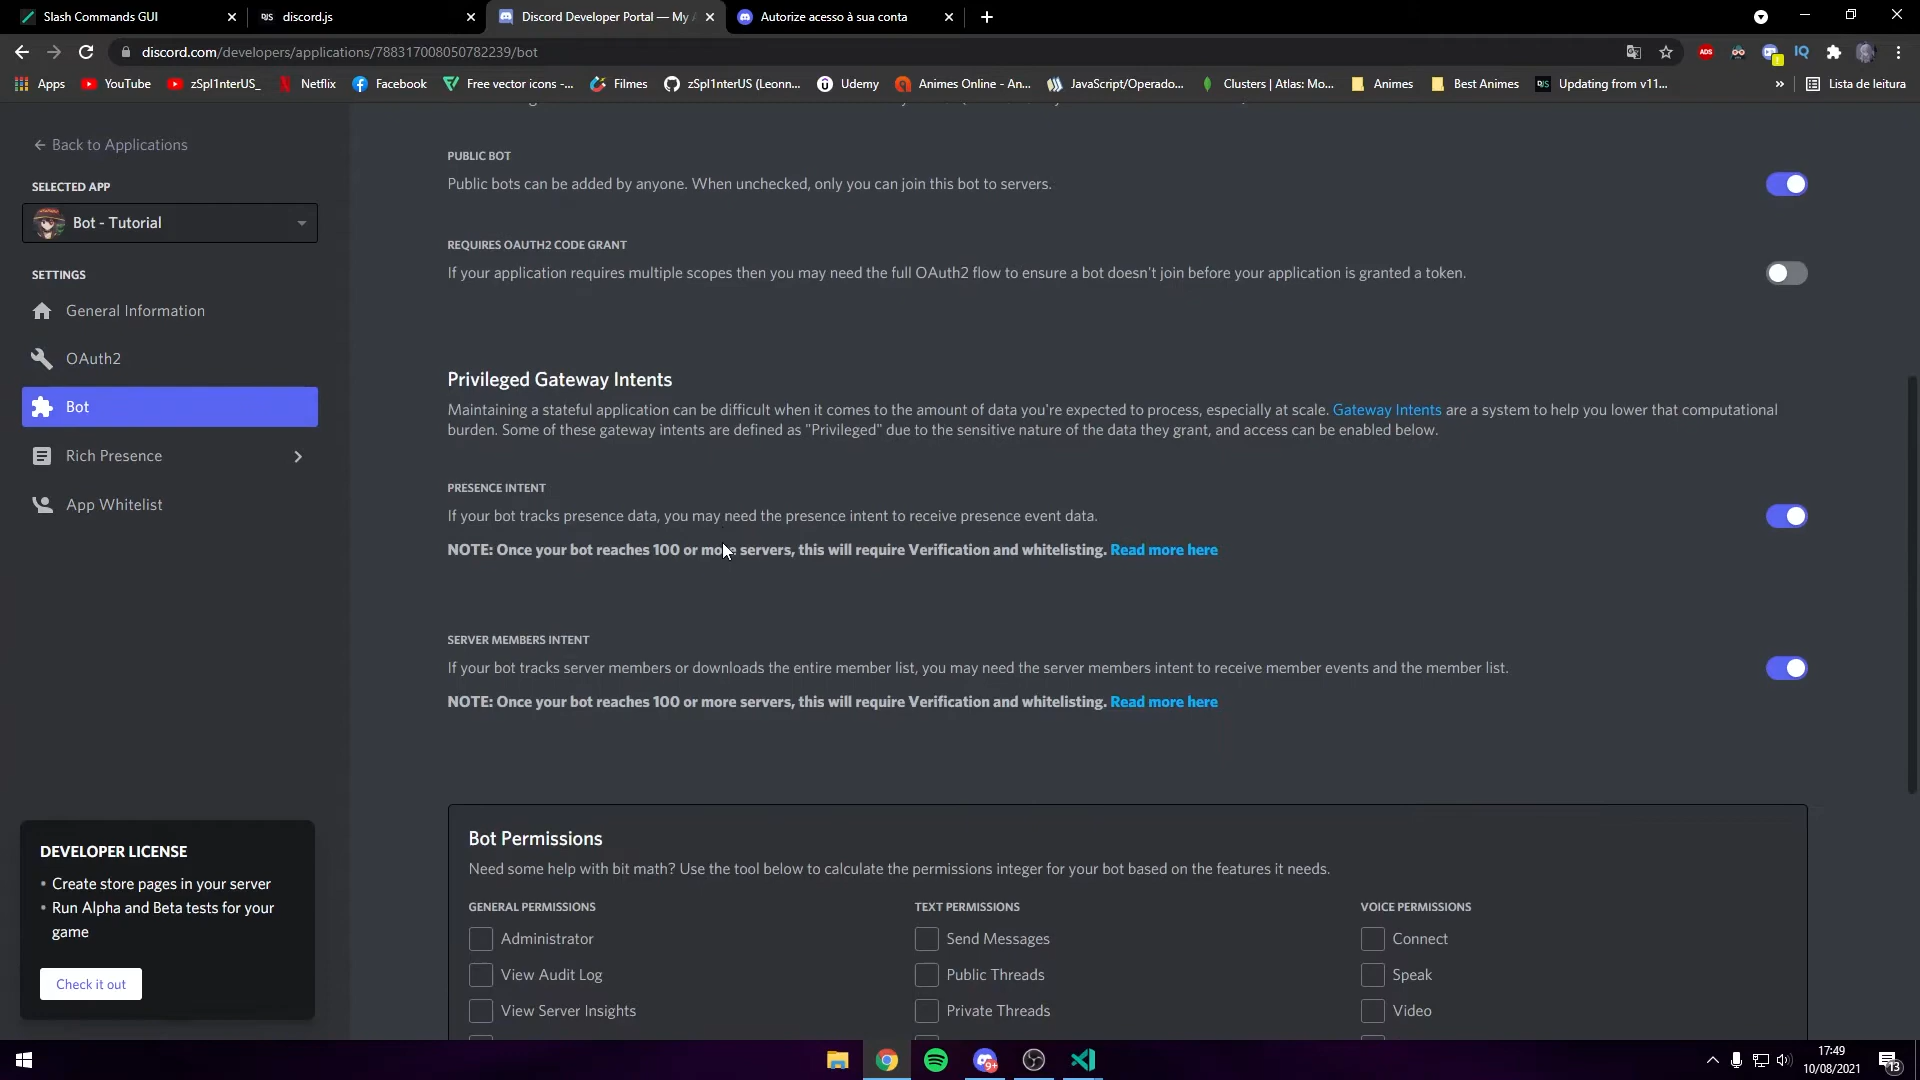 Slash Commands GUI
DJS discord.js
Discord Developer Portal — My A
Autorize acesso à sua conta
discord.com/developers/applications/788317008050782239/bot
Apps
YouTube
zSpl1nterUS_
Netflix
Facebook
Free vector icons -...
Filmes
zSpl1nterUS (Leonn...
Udemy
Animes Online - An...
JavaScript/Operado...
Clusters | Atlas: Mo...
Animes
Best Animes
Updating from v11...
»
Lista de leitura
← Back to Applications
SELECTED APP
Bot - Tutorial
SETTINGS
General Information
OAuth2
Bot
Rich Presence
App Whitelist
DEVELOPER LICENSE
• Create store pages in your server
• Run Alpha and Beta tests for your
game
Check it out
PUBLIC BOT
Public bots can be added by anyone. When unchecked, only you can join this bot to servers.
REQUIRES OAUTH2 CODE GRANT
If your application requires multiple scopes then you may need the full OAuth2 flow to ensure a bot doesn't join before your application is granted a token.
Privileged Gateway Intents
Maintaining a stateful application can be difficult when it comes to the amount of data you're expected to process, especially at scale. Gateway Intents are a system to help you lower that computational
burden. Some of these gateway intents are defined as "Privileged" due to the sensitive nature of the data they grant, and access can be enabled below.
PRESENCE INTENT
If your bot tracks presence data, you may need the presence intent to receive presence event data.
NOTE: Once your bot reaches 100 or more servers, this will require Verification and whitelisting. Read more here
SERVER MEMBERS INTENT
If your bot tracks server members or downloads the entire member list, you may need the server members intent to receive member events and the member list.
NOTE: Once your bot reaches 100 or more servers, this will require Verification and whitelisting. Read more here
Bot Permissions
Need some help with bit math? Use the tool below to calculate the permissions integer for your bot based on the features it needs.
GENERAL PERMISSIONS
Administrator
View Audit Log
View Server Insights
TEXT PERMISSIONS
Send Messages
Public Threads
Private Threads
VOICE PERMISSIONS
Connect
Speak
Video
17:49
10/08/2021
13